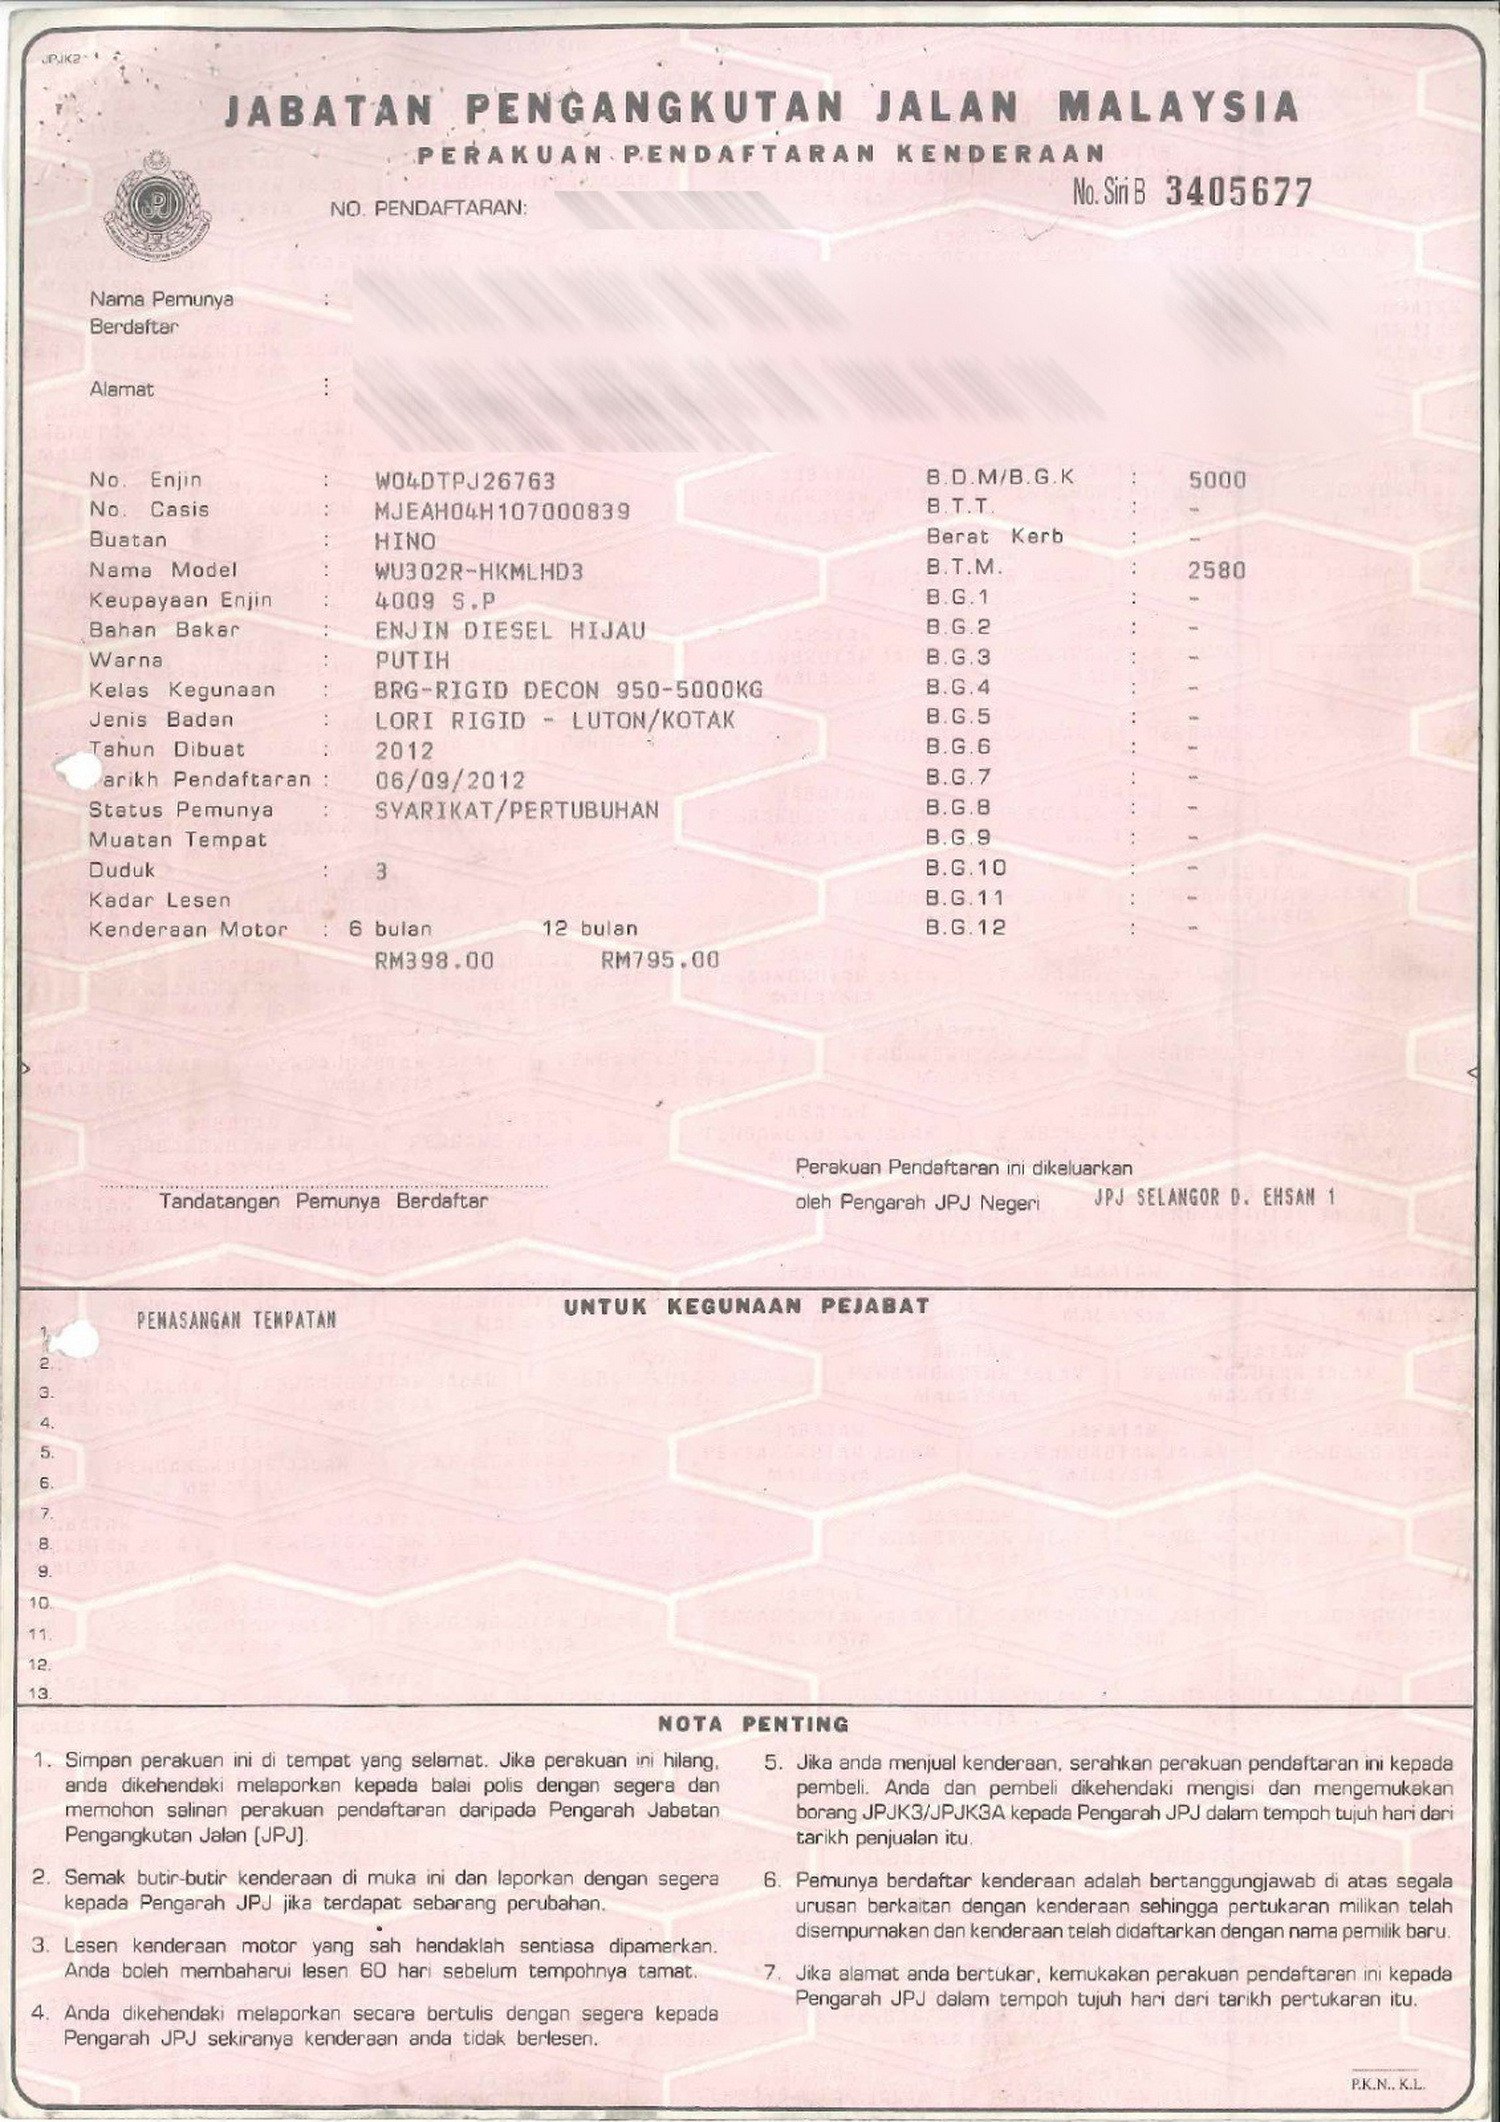 JPJK2
JABATAN PENGANGKUTAN JALAN MALAYSIA
PERAKUAN PENDAFTARAN KENDERAAN
No. Siri B 3405677
NO. PENDAFTARAN:
Nama Pemunya :
Berdaftar
Alamat :
No. Enjin : W04DTPJ26763
No. Casis : MJEAH04H107000839
Buatan : HINO
Nama Model : WU302R-HKMLHD3
Keupayaan Enjin : 4009 S.P
Bahan Bakar : ENJIN DIESEL HIJAU
Warna : PUTIH
Kelas Kegunaan : BRG-RIGID DECON 950-5000KG
Jenis Badan : LORI RIGID - LUTON/KOTAK
Tahun Dibuat : 2012
arikh Pendaftaran : 06/09/2012
Status Pemunya : SYARIKAT/PERTUBUHAN
Muatan Tempat
Duduk : 3
Kadar Lesen
Kenderaan Motor : 6 bulan 12 bulan
RM398.00 RM795.00
B.D.M/B.G.K : 5000
B.T.T. : -
Berat Kerb : -
B.T.M. : 2580
B.G.1 : -
B.G.2 : -
B.G.3 : -
B.G.4 : -
B.G.5 : -
B.G.6 : -
B.G.7 : -
B.G.8 : -
B.G.9 : -
B.G.10 : -
B.G.11 : -
B.G.12 : -
Tandatangan Pemunya Berdaftar
Perakuan Pendaftaran ini dikeluarkan
oleh Pengarah JPJ Negeri JPJ SELANGOR D. EHSAN 1
UNTUK KEGUNAAN PEJABAT
1. PEMASANGAN TEMPATAN
2.
3.
4.
5.
6.
7.
8.
9.
10.
11.
12.
13.
NOTA PENTING
1. Simpan perakuan ini di tempat yang selamat. Jika perakuan ini hilang,
anda dikehendaki melaporkan kepada balai polis dengan segera dan
memohon salinan perakuan pendaftaran daripada Pengarah Jabatan
Pengangkutan Jalan (JPJ).
2. Semak butir-butir kenderaan di muka ini dan laporkan dengan segera
kepada Pengarah JPJ jika terdapat sebarang perubahan.
3. Lesen kenderaan motor yang sah hendaklah sentiasa dipamerkan.
Anda boleh membaharui lesen 60 hari sebelum tempohnya tamat.
4. Anda dikehendaki melaporkan secara bertulis dengan segera kepada
Pengarah JPJ sekiranya kenderaan anda tidak berlesen.
5. Jika anda menjual kenderaan, serahkan perakuan pendaftaran ini kepada
pembeli. Anda dan pembeli dikehendaki mengisi dan mengemukakan
borang JPJK3/JPJK3A kepada Pengarah JPJ dalam tempoh tujuh hari dari
tarikh penjualan itu.
6. Pemunya berdaftar kenderaan adalah bertanggungjawab di atas segala
urusan berkaitan dengan kenderaan sehingga pertukaran milikan telah
disempurnakan dan kenderaan telah didaftarkan dengan nama pemilik baru.
7. Jika alamat anda bertukar, kemukakan perakuan pendaftaran ini kepada
Pengarah JPJ dalam tempoh tujuh hari dari tarikh pertukaran itu.
P.K.N., K.L.